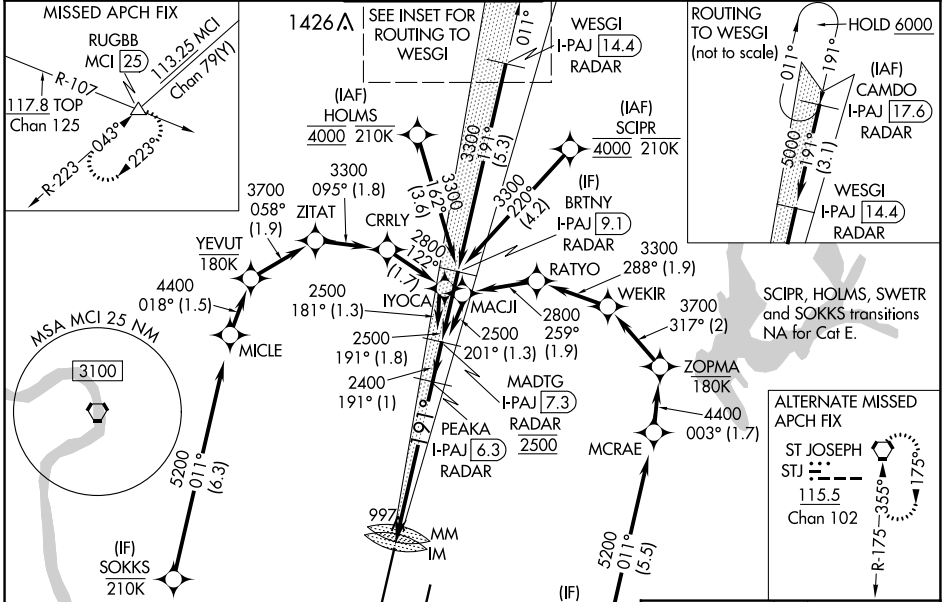 MISSED APCH FIX
RUGBB
MCI 25
113.25 MCI
Chan 79(Y)
R-107
117.8 TOP
Chan 125
R-223
043°
223°
1426
SEE INSET FOR
ROUTING TO
WESGI
011°
WESGI
I-PAJ 14.4
RADAR
ROUTING
TO WESGI
(not to scale)
HOLD 6000
011°
191°
(IAF)
CAMDO
I-PAJ 17.6
RADAR
5000
191°
(3.1)
WESGI
I-PAJ 14.4
RADAR
(IAF)
HOLMS
4000 210K
3300
191°
(5.3)
(IAF)
SCIPR
4000 210K
3300
162°
(3.6)
3300
220°
(4.2)
(IF)
BRTNY
I-PAJ 9.1
RADAR
3300
095° (1.8)
3700
058°
(1.9)
ZITAT
CRRLY
2800
122°
(1.7)
YEVUT
180K
4400
018° (1.5)
MICLE
IYOCA
MACJI
RATYO
3300
288° (1.9)
WEKIR
2500
181° (1.3)
2500
191° (1.8)
2400
191° (1)
2500
201° (1.3)
2800
259°
(1.9)
3700
317° (2)
SCIPR, HOLMS, SWETR
and SOKKS transitions
NA for Cat E.
MSA MCI 25 NM
3100
MADTG
I-PAJ 7.3
RADAR
2500
PEAKA
I-PAJ 6.3
RADAR
191°
ZOPMA
180K
4400
003° (1.7)
MCRAE
ALTERNATE MISSED
APCH FIX
ST JOSEPH
STJ
115.5
Chan 102
355°
175°
R-175
5200
011°
(6.3)
(IF)
SOKKS
210K
997
MM
IM
5200
011°
(5.5)
(IF)